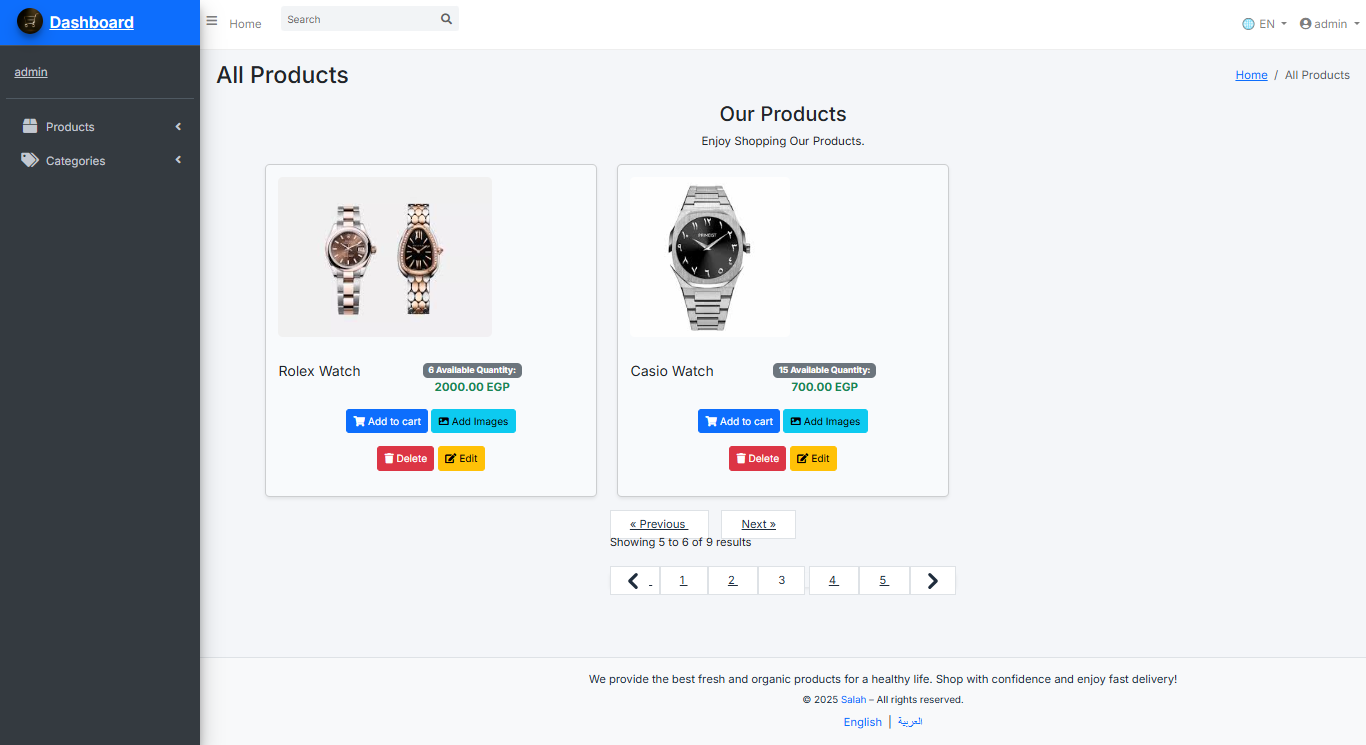 Dashboard
Home
Search
EN
admin
admin
Products
Categories
All Products
Home / All Products
Our Products
Enjoy Shopping Our Products.
Rolex Watch
6 Available Quantity:
2000.00 EGP
Add to cart
Add Images
Delete
Edit
Casio Watch
15 Available Quantity:
700.00 EGP
Add to cart
Add Images
Delete
Edit
« Previous
Next »
Showing 5 to 6 of 9 results
1 2 3 4 5
We provide the best fresh and organic products for a healthy life. Shop with confidence and enjoy fast delivery!
© 2025 Salah – All rights reserved.
English | العربية